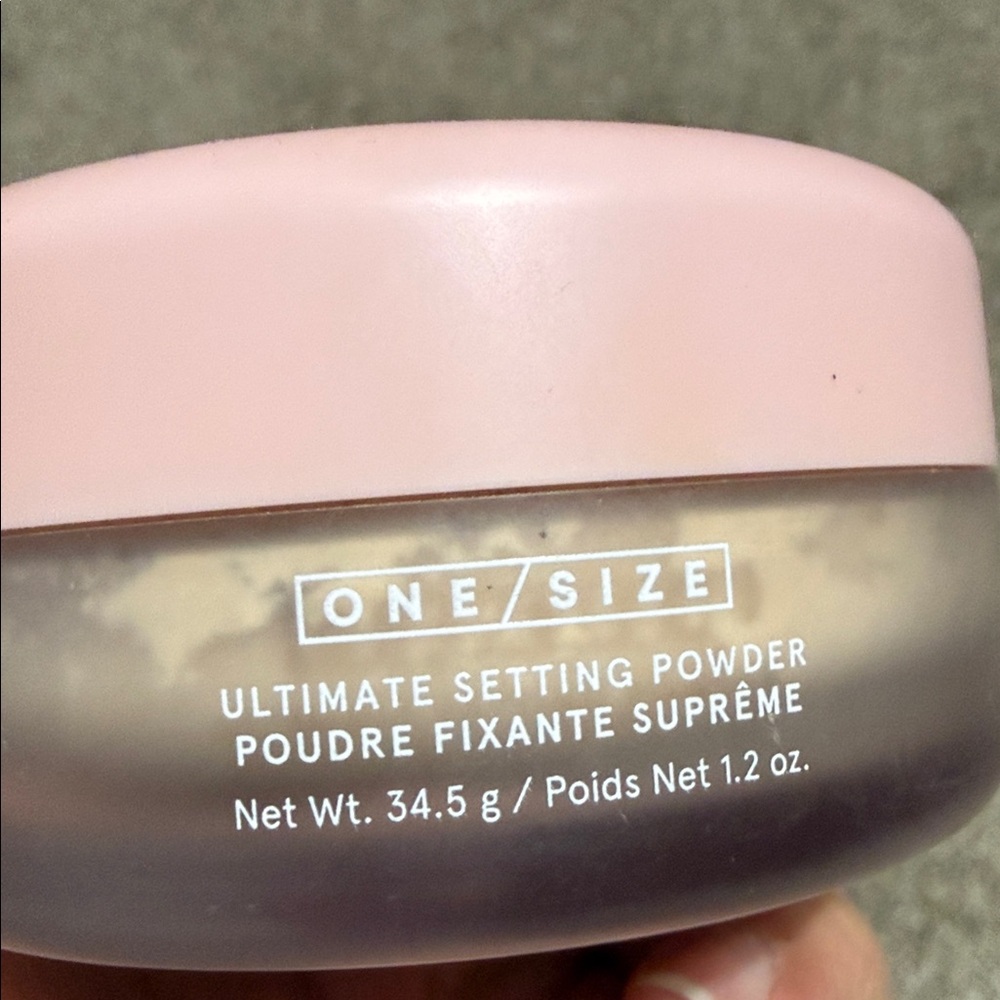 ONE/SIZE
ULTIMATE SETTING POWDER
POUDRE FIXANTE SUPRÊME
Net Wt. 34.5 g / Poids Net 1.2 oz.